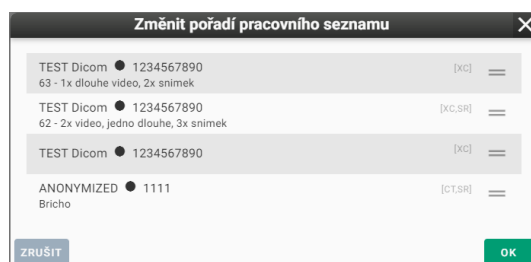 Změnit pořadí pracovního seznamu
TEST Dicom ● 1234567890 [XC]
63 - 1x dlouhe video, 2x snimek
TEST Dicom ● 1234567890 [XC,SR]
62 - 2x video, jedno dlouhe, 3x snimek
TEST Dicom ● 1234567890 [XC]
ANONYMIZED ● 1111 [CT,SR]
Bricho
ZRUŠIT OK